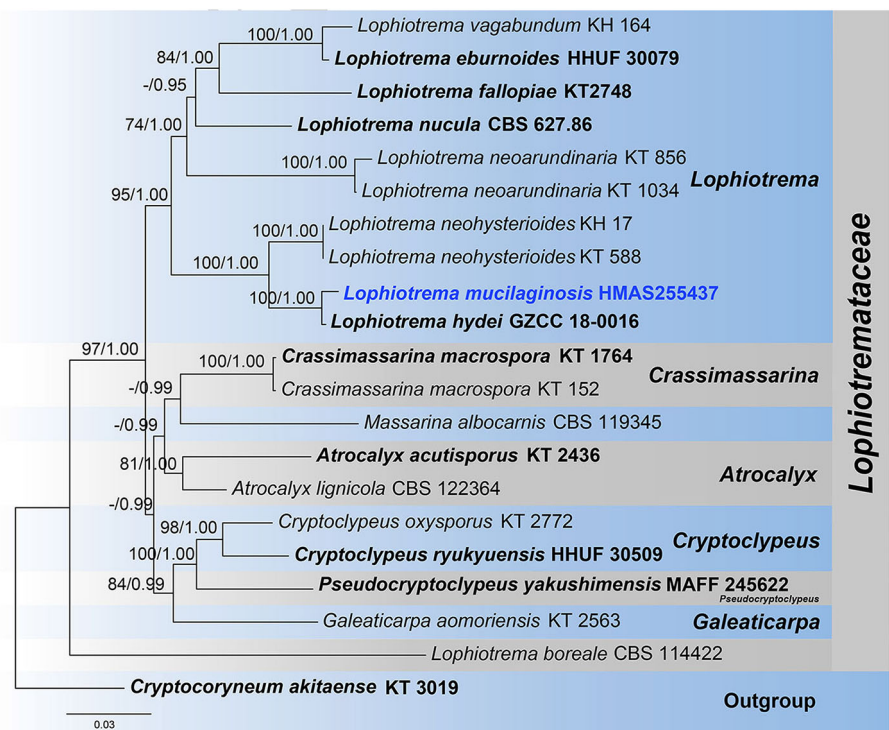 100/1.00 Lophiotrema vagabundum KH 164
84/1.00 Lophiotrema eburnoides HHUF 30079
-/0.95 Lophiotrema fallopiae KT2748
74/1.00 Lophiotrema nucula CBS 627.86
100/1.00 Lophiotrema neoarundinaria KT 856
Lophiotrema
95/1.00 Lophiotrema neoarundinaria KT 1034
100/1.00 Lophiotrema neohysterioides KH 17
100/1.00 Lophiotrema neohysterioides KT 588
100/1.00 Lophiotrema mucilaginosis HMAS255437
Lophiotrema hydei GZCC 18-0016
97/1.00 100/1.00 Crassimassarina macrospora KT 1764
Crassimassarina
-/0.99 Crassimassarina macrospora KT 152
-/0.99 Massarina albocarnis CBS 119345
81/1.00 Atrocalyx acutisporus KT 2436
Atrocalyx
Atrocalyx lignicola CBS 122364
-/0.99
98/1.00 Cryptoclypeus oxysporus KT 2772
Cryptoclypeus
100/1.00 Cryptoclypeus ryukyuensis HHUF 30509
84/0.99 Pseudocryptoclypeus yakushimensis MAFF 245622
Pseudocryptoclypeus
Galeaticarpa aomoriensis KT 2563 Galeaticarpa
Lophiotrema boreale CBS 114422
Lophiotremataceae
Cryptocoryneum akitaense KT 3019
Outgroup
0.03